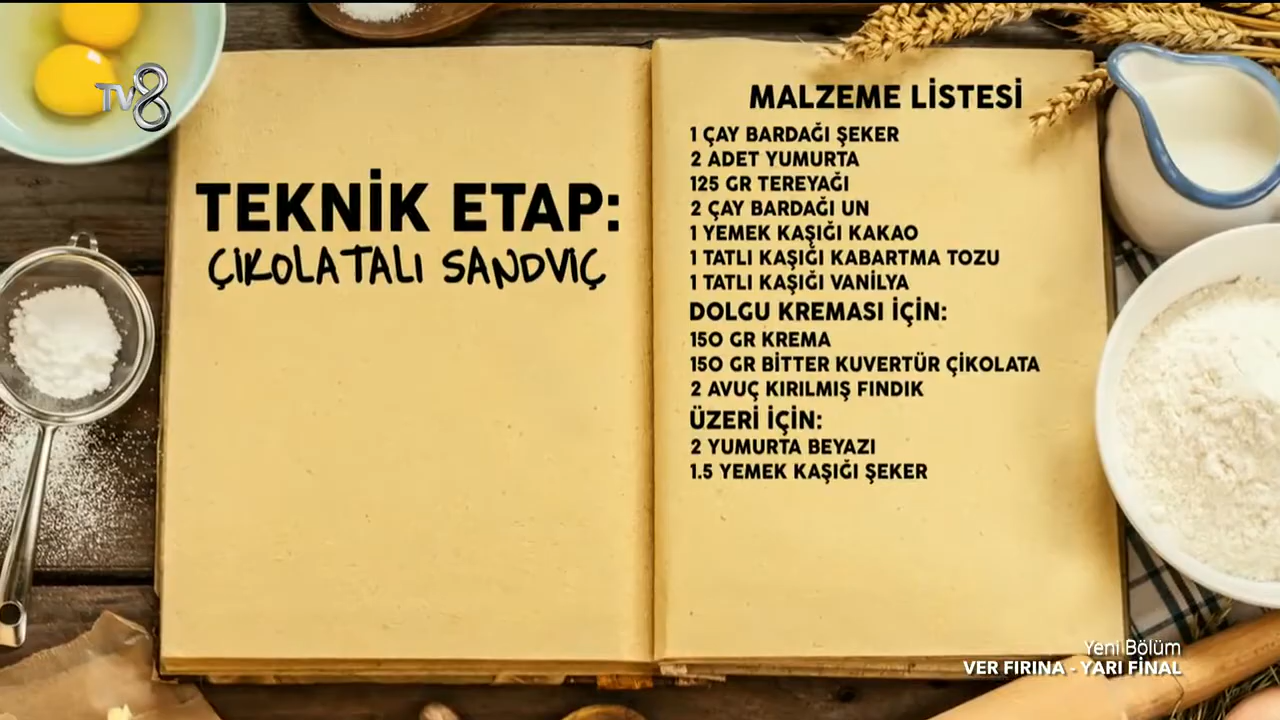 TV8
TEKNİK ETAP:
ÇİKOLATALI SANDVİÇ
MALZEME LİSTESİ
1 ÇAY BARDAĞI ŞEKER
2 ADET YUMURTA
125 GR TEREYAĞI
2 ÇAY BARDAĞI UN
1 YEMEK KAŞIĞI KAKAO
1 TATLI KAŞIĞI KABARTMA TOZU
1 TATLI KAŞIĞI VANİLYA
DOLGU KREMASI İÇİN:
150 GR KREMA
150 GR BİTTER KUVERTÜR ÇİKOLATA
2 AVUÇ KIRILMIŞ FINDIK
ÜZERİ İÇİN:
2 YUMURTA BEYAZI
1.5 YEMEK KAŞIĞI ŞEKER
Yeni Bölüm
VER FIRINA - YARI FİNAL